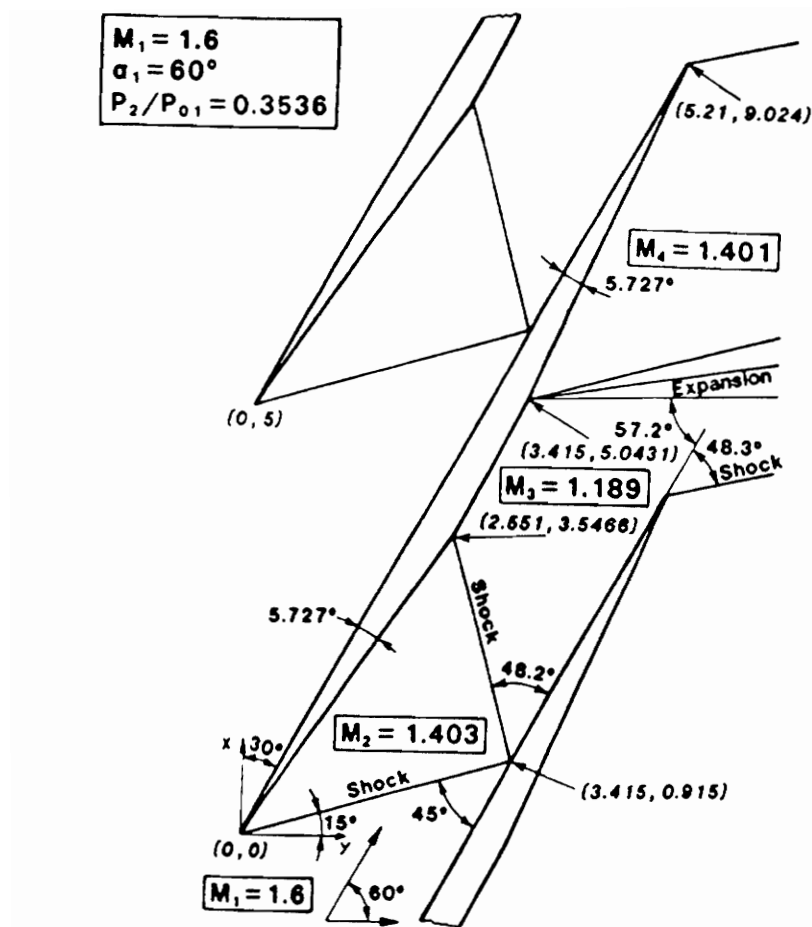 M₁ = 1.6
α₁ = 60°
P₂/P₀₁ = 0.3536
(5.21, 9.024)
M₄ = 1.401
5.727°
(0, 5)
Expansion
57.2°
48.3°
Shock
(3.415, 5.0431)
M₃ = 1.189
(2.551, 3.5466)
Shock
5.727°
48.2°
M₂ = 1.403
x
30°
Shock
(3.415, 0.915)
45°
15°
y
(0, 0)
M₁ = 1.6
60°